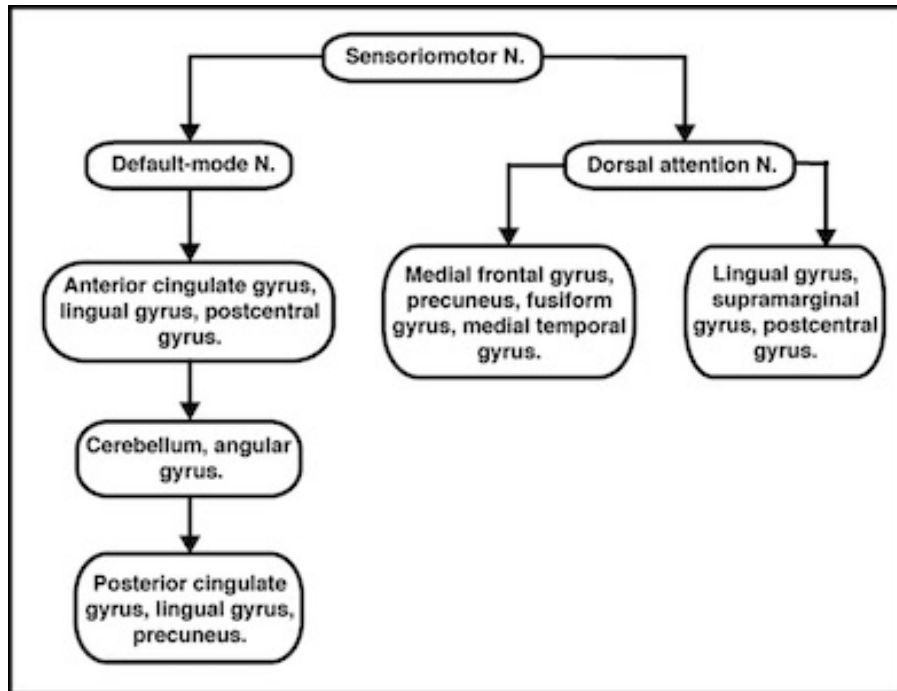 Sensoriomotor N.
Default-mode N.
Dorsal attention N.
Anterior cingulate gyrus,
lingual gyrus, postcentral
gyrus.
Medial frontal gyrus,
precuneus, fusiform
gyrus, medial temporal
gyrus.
Lingual gyrus,
supramarginal
gyrus, postcentral
gyrus.
Cerebellum, angular
gyrus.
Posterior cingulate
gyrus, lingual gyrus,
precuneus.